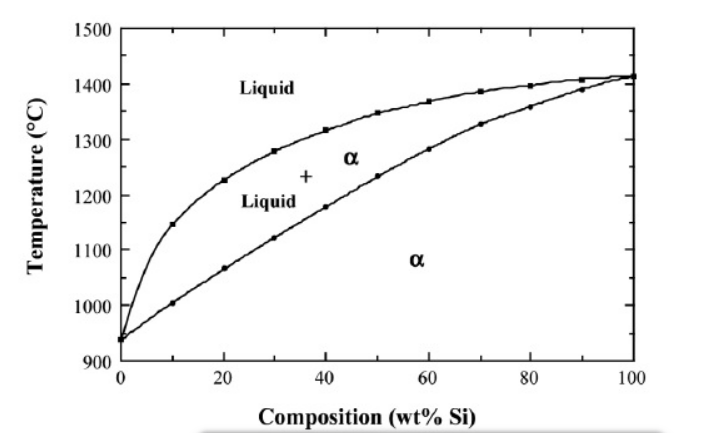 1500
1400
1300
1200
1100
1000
900
Temperature (°C)
Liquid
α
+
Liquid
α
0
20
40
60
80
100
Composition (wt% Si)